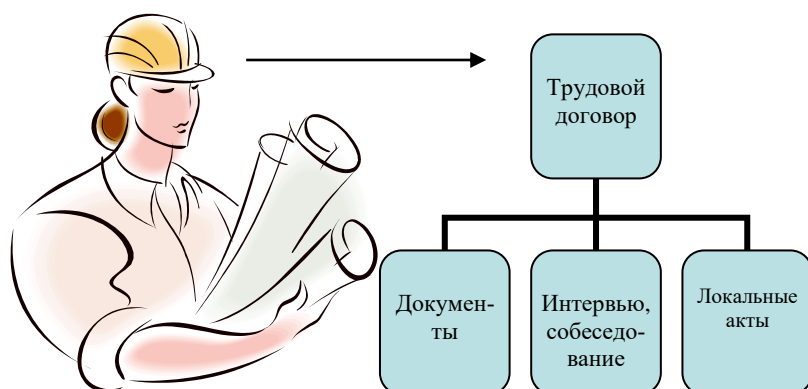 Трудовой
договор
Докумен-
ты
Интервью,
собеседо-
вание
Локальные
акты